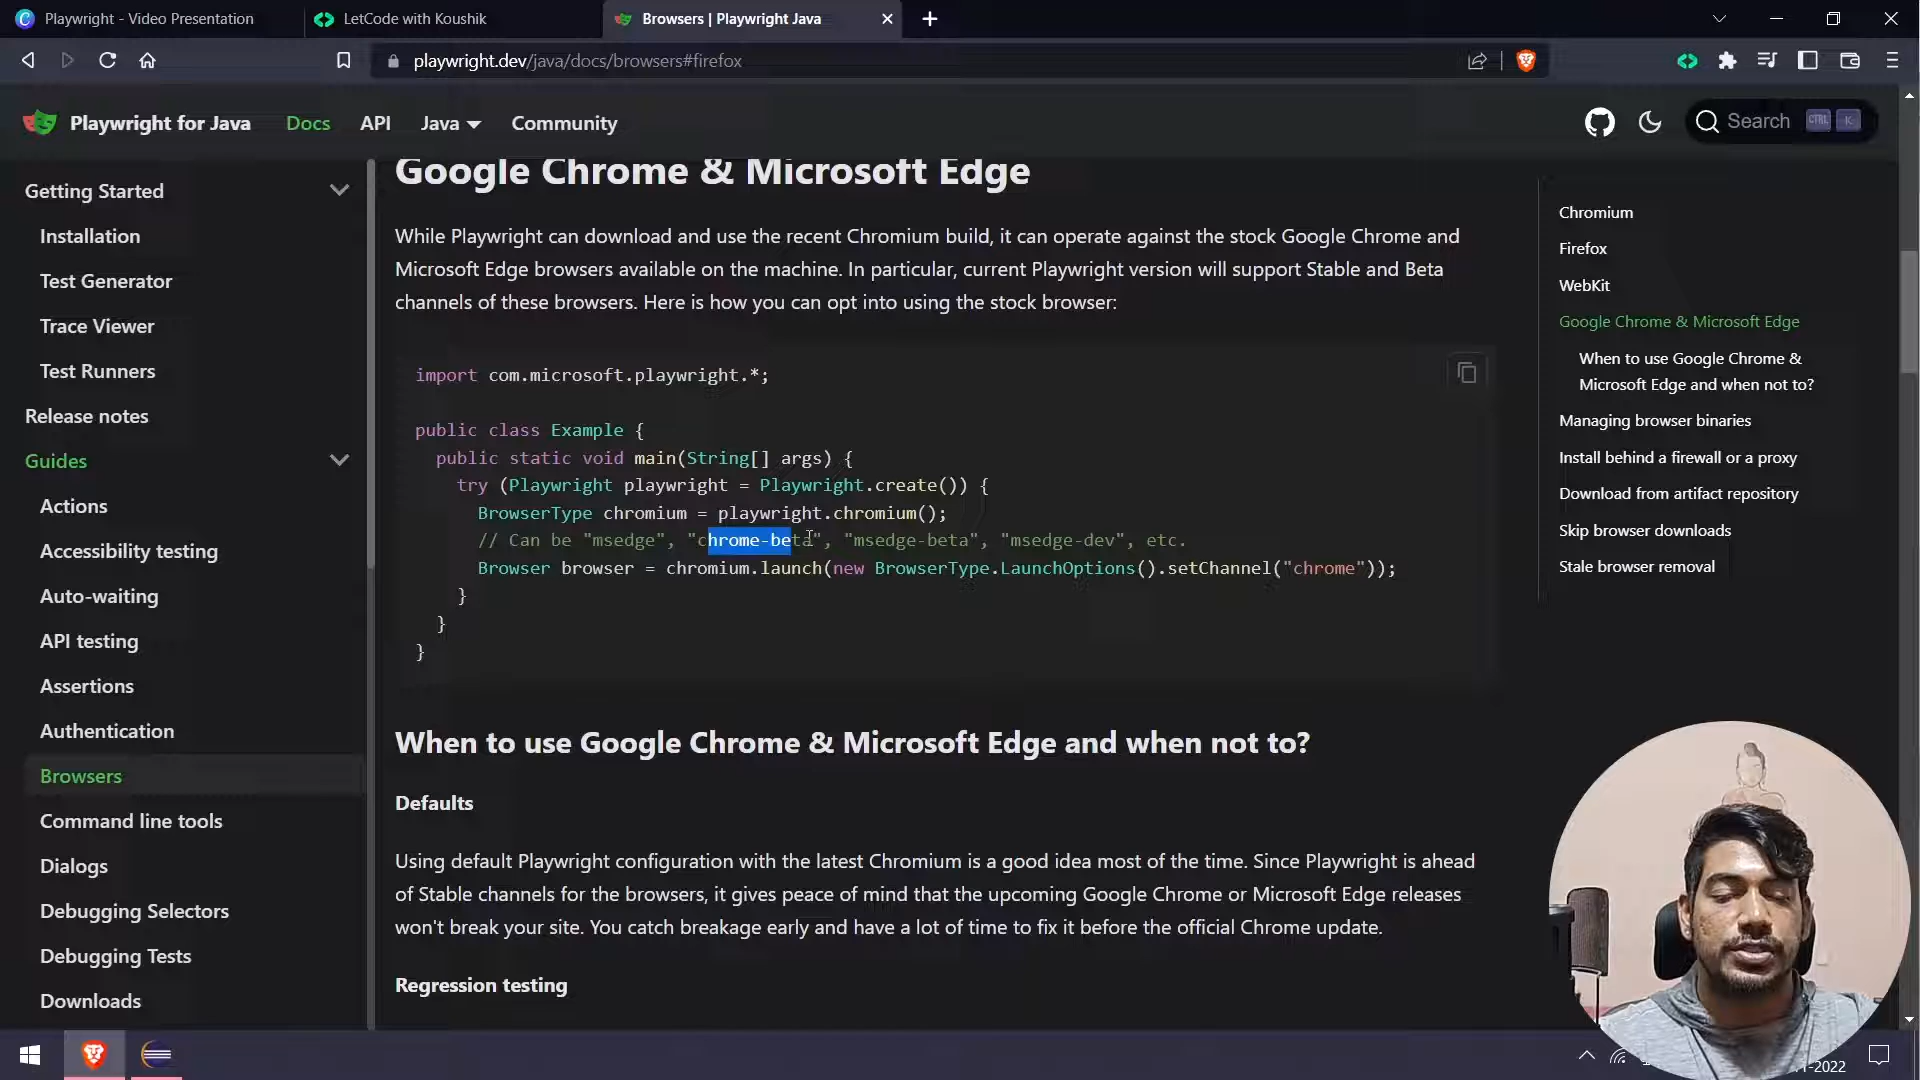 Playwright - Video Presentation
LetCode with Koushik
Browsers | Playwright Java
playwright.dev/java/docs/browsers#firefox
Playwright for Java
Docs
API
Java
Community
Search
CTRL
K
Getting Started
Installation
Test Generator
Trace Viewer
Test Runners
Release notes
Guides
Actions
Accessibility testing
Auto-waiting
API testing
Assertions
Authentication
Browsers
Command line tools
Dialogs
Debugging Selectors
Debugging Tests
Downloads
Google Chrome & Microsoft Edge
While Playwright can download and use the recent Chromium build, it can operate against the stock Google Chrome and
Microsoft Edge browsers available on the machine. In particular, current Playwright version will support Stable and Beta
channels of these browsers. Here is how you can opt into using the stock browser:
import com.microsoft.playwright.*;
public class Example {
public static void main(String[] args) {
try (Playwright playwright = Playwright.create()) {
BrowserType chromium = playwright.chromium();
// Can be "msedge", "chrome-beta", "msedge-beta", "msedge-dev", etc.
Browser browser = chromium.launch(new BrowserType.LaunchOptions().setChannel("chrome"));
}
}
}
When to use Google Chrome & Microsoft Edge and when not to?
Defaults
Using default Playwright configuration with the latest Chromium is a good idea most of the time. Since Playwright is ahead
of Stable channels for the browsers, it gives peace of mind that the upcoming Google Chrome or Microsoft Edge releases
won't break your site. You catch breakage early and have a lot of time to fix it before the official Chrome update.
Regression testing
Chromium
Firefox
WebKit
Google Chrome & Microsoft Edge
When to use Google Chrome &
Microsoft Edge and when not to?
Managing browser binaries
Install behind a firewall or a proxy
Download from artifact repository
Skip browser downloads
Stale browser removal
-2022